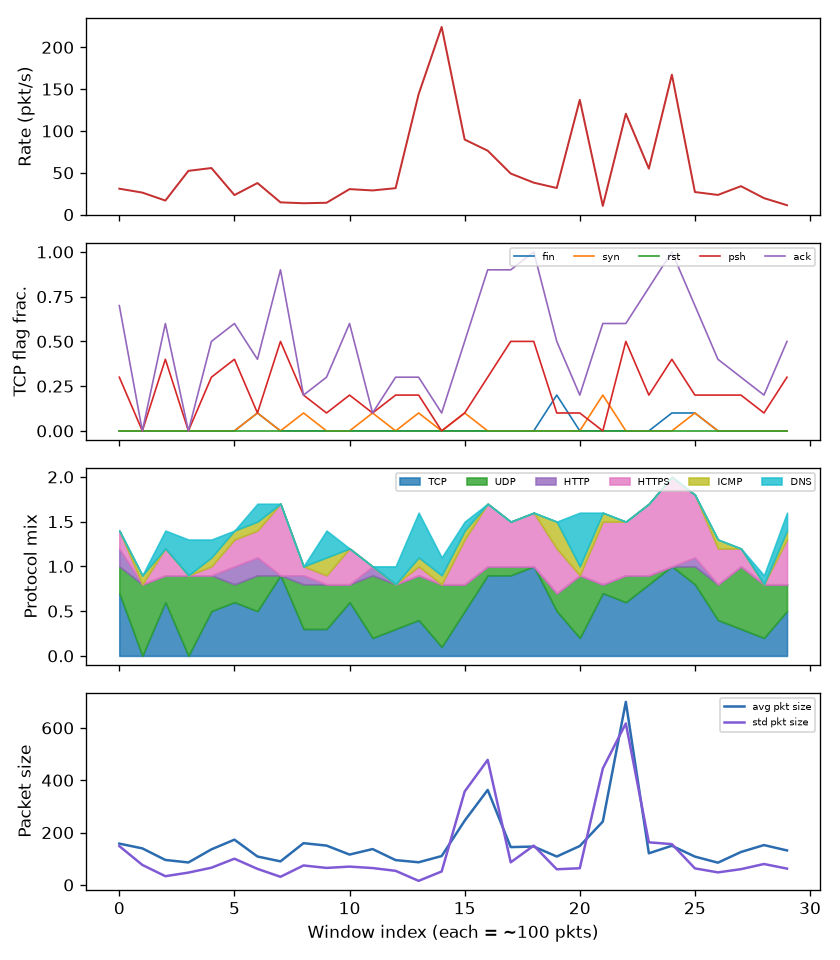 200
150
100
50
0
Rate (pkt/s)
1.00
0.75
0.50
0.25
0.00
TCP flag frac.
fin syn rst psh ack
2.0
1.5
1.0
0.5
0.0
Protocol mix
TCP UDP HTTP HTTPS ICMP DNS
600
400
200
0
Packet size
avg pkt size
std pkt size
0 5 10 15 20 25 30
Window index (each = ~100 pkts)